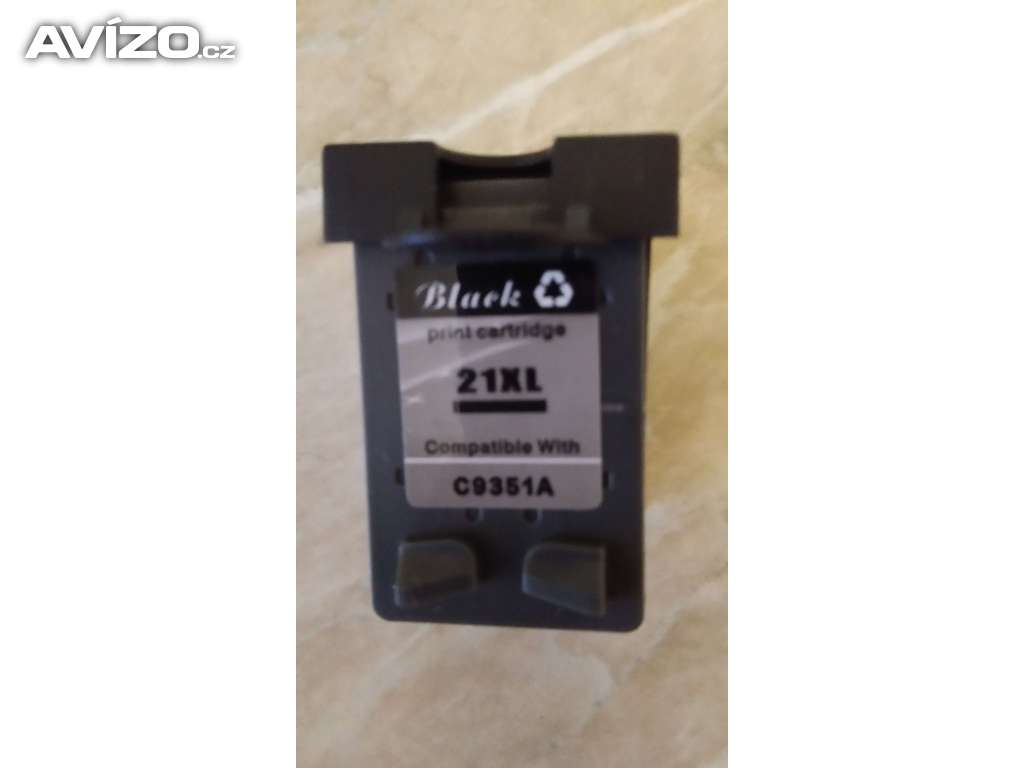 AVÍZO.cz
Black
print cartridge
21XL
Compatible With
C9351A